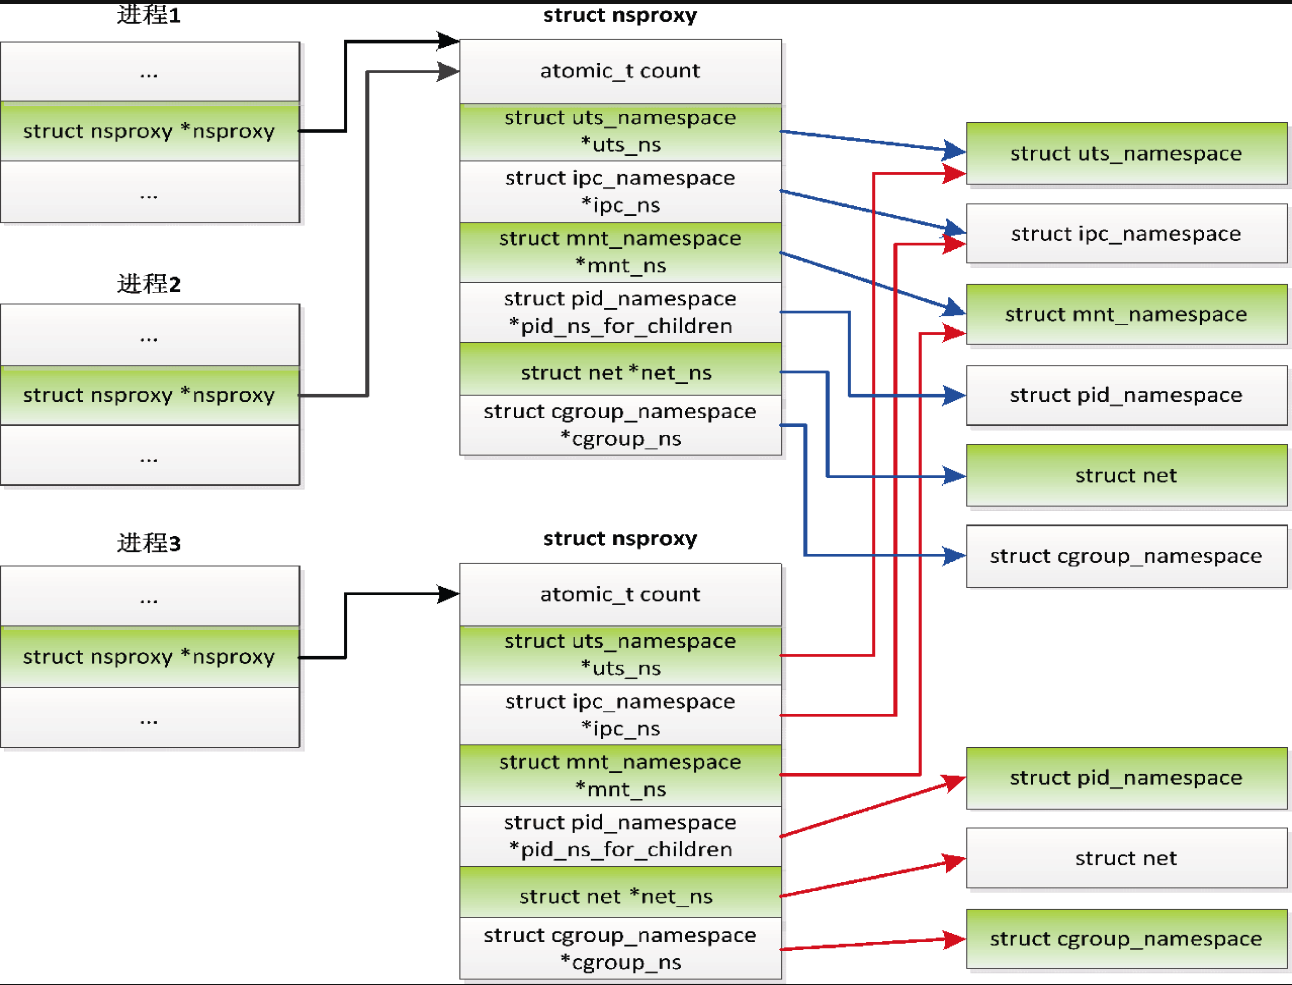 进程1
...
struct nsproxy *nsproxy
...
进程2
...
struct nsproxy *nsproxy
...
进程3
...
struct nsproxy *nsproxy
...
struct nsproxy
atomic_t count
struct uts_namespace
*uts_ns
struct ipc_namespace
*ipc_ns
struct mnt_namespace
*mnt_ns
struct pid_namespace
*pid_ns_for_children
struct net *net_ns
struct cgroup_namespace
*cgroup_ns
struct nsproxy
atomic_t count
struct uts_namespace
*uts_ns
struct ipc_namespace
*ipc_ns
struct mnt_namespace
*mnt_ns
struct pid_namespace
*pid_ns_for_children
struct net *net_ns
struct cgroup_namespace
*cgroup_ns
struct uts_namespace
struct ipc_namespace
struct mnt_namespace
struct pid_namespace
struct net
struct cgroup_namespace
struct pid_namespace
struct net
struct cgroup_namespace